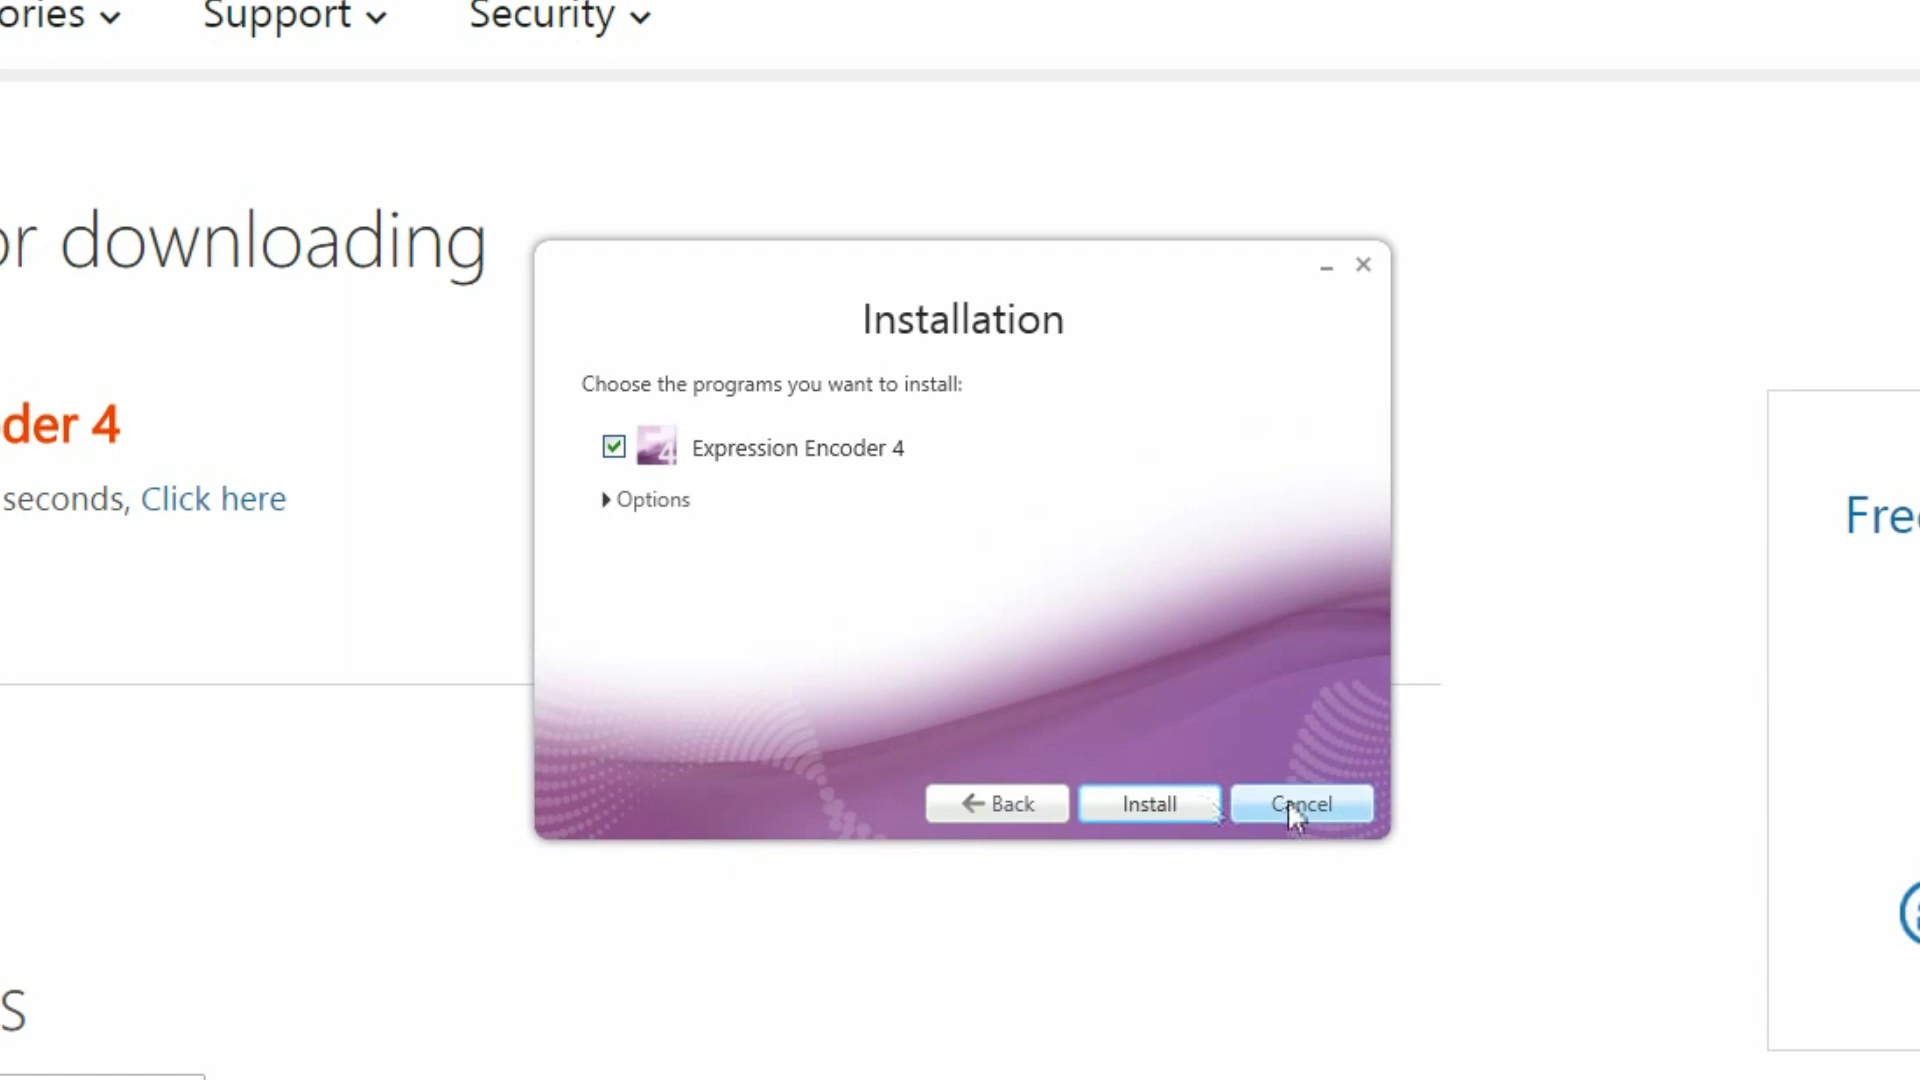 ories Support Security
or downloading
Installation
Choose the programs you want to install:
der 4
4 Expression Encoder 4
seconds, Click here
Options
Fre
Back Install Cancel
s